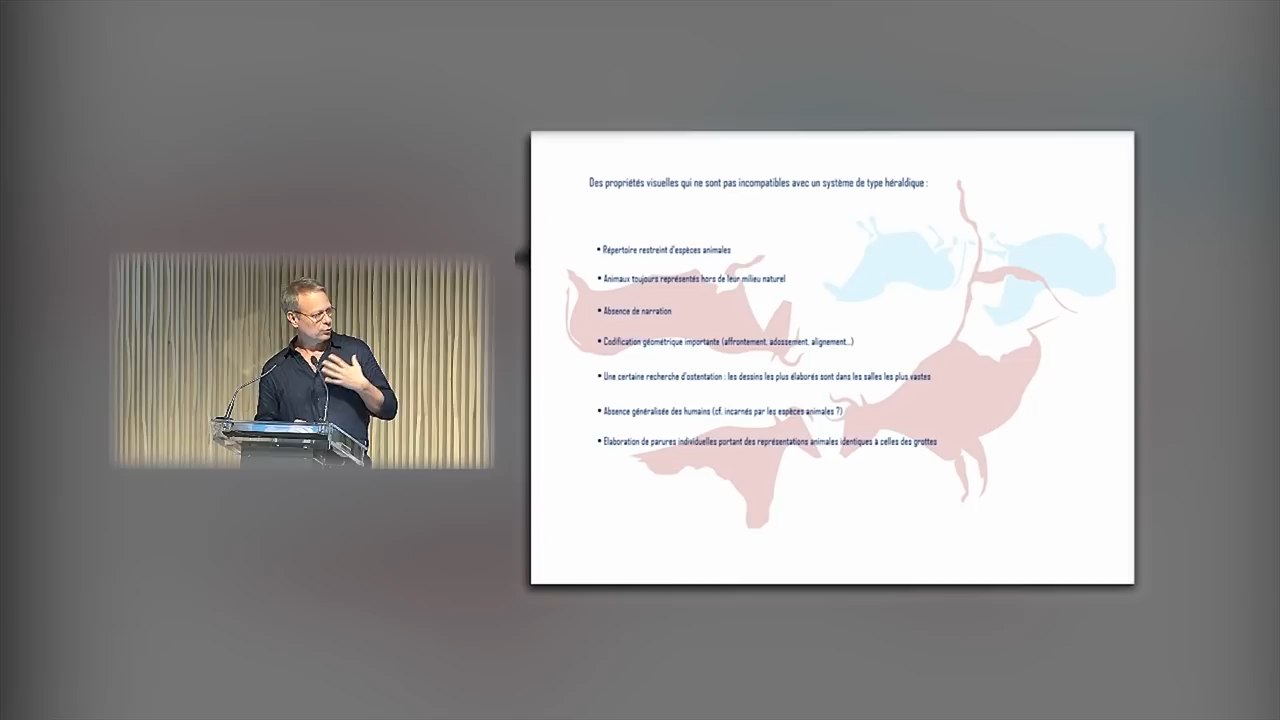 Des propriétés visuelles qui ne sont pas incompatibles avec un système de type héraldique :
• Répertoire restreint d'espèces animales
• Animaux toujours représentés hors de leur milieu naturel
• Absence de narration
• Codification géométrique importante (affrontement, adossement, alignement...)
• Une certaine recherche d'ostentation : les dessins les plus élaborés sont dans les salles les plus vastes
• Absence généralisée des humains (cf. incarnés par les espèces animales ?)
• Elaboration de parures individuelles portant des représentations animales identiques à celles des grottes